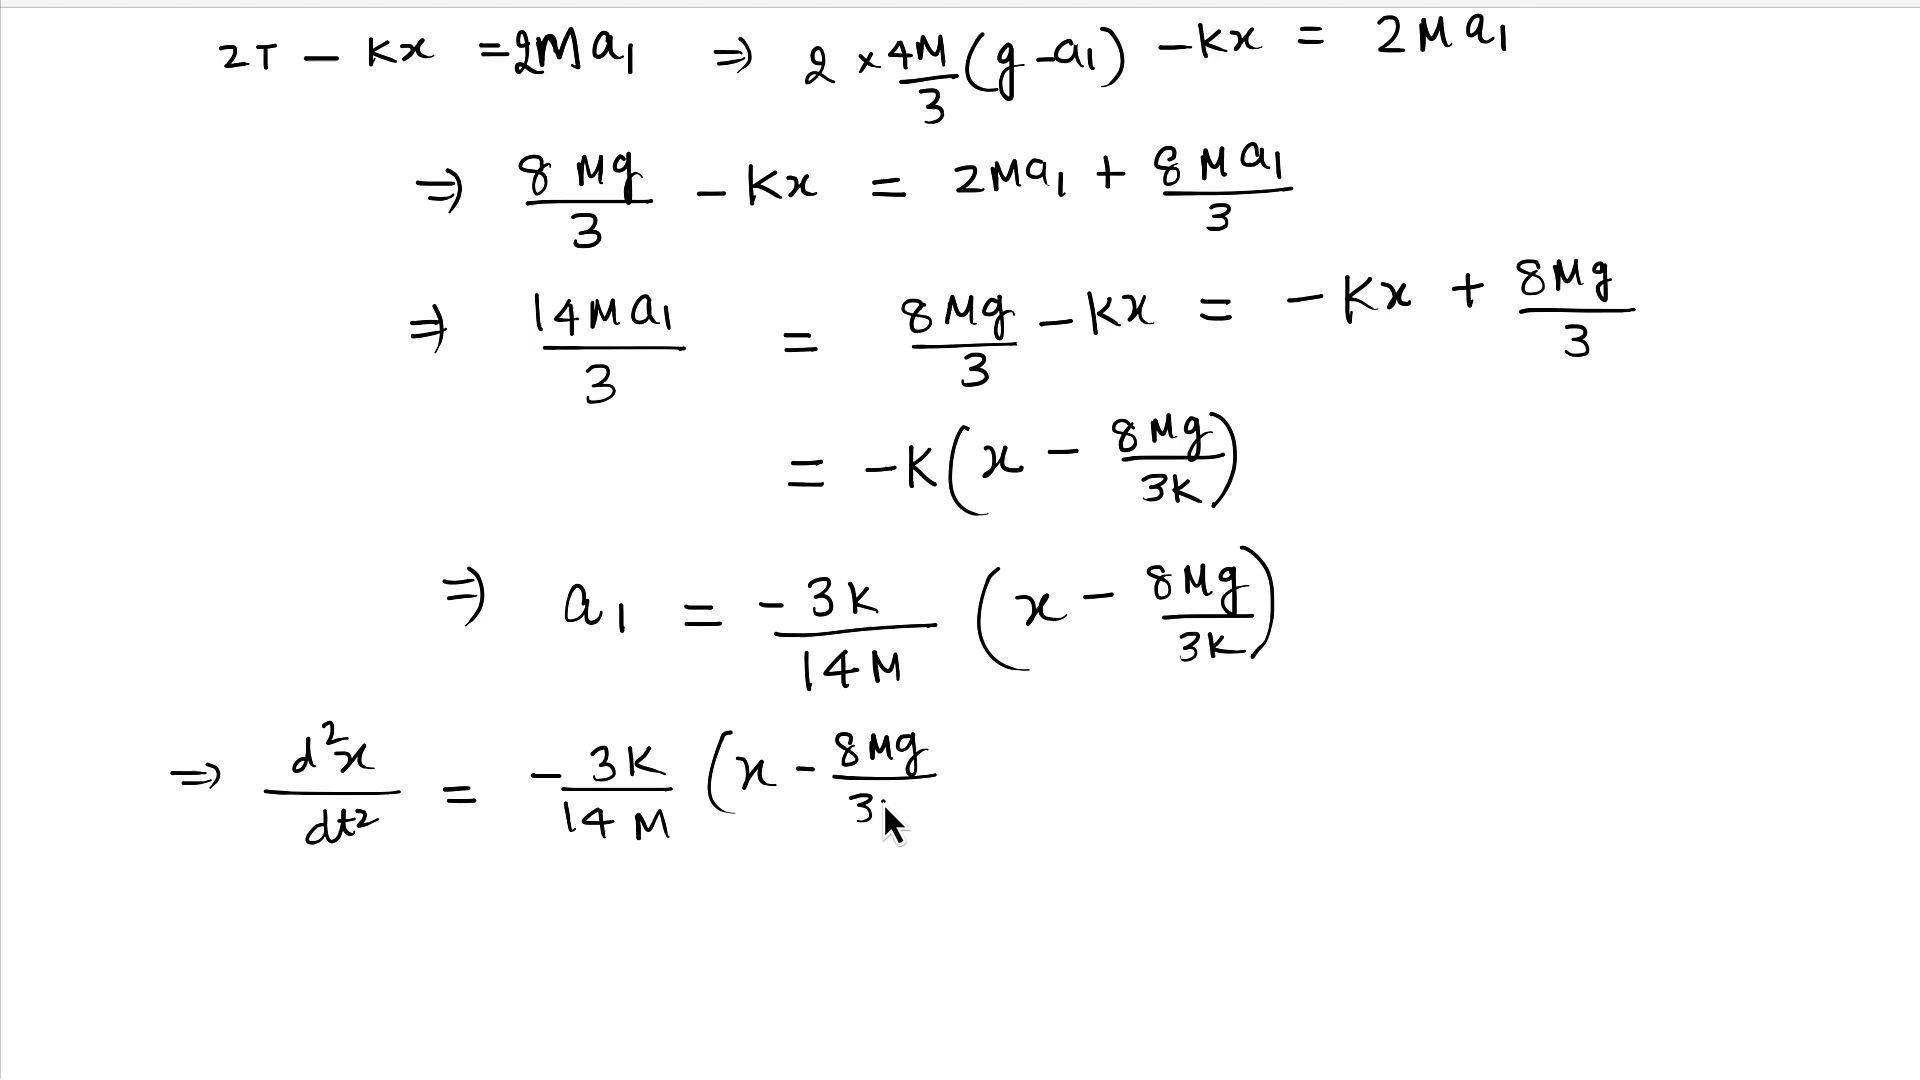 2T - Kx = 2Ma₁ ⇒ 2 × 4M/3 (g - a₁) - Kx = 2Ma₁
⇒ 8Mg/3 - Kx = 2Ma₁ + 8Ma₁/3
⇒ 14Ma₁/3 = 8Mg/3 - Kx = - Kx + 8Mg/3
= -K(x - 8Mg/3K)
⇒ a₁ = -3K/14M (x - 8Mg/3K)
⇒ d²x/dt² = -3K/14M (x - 8Mg/3